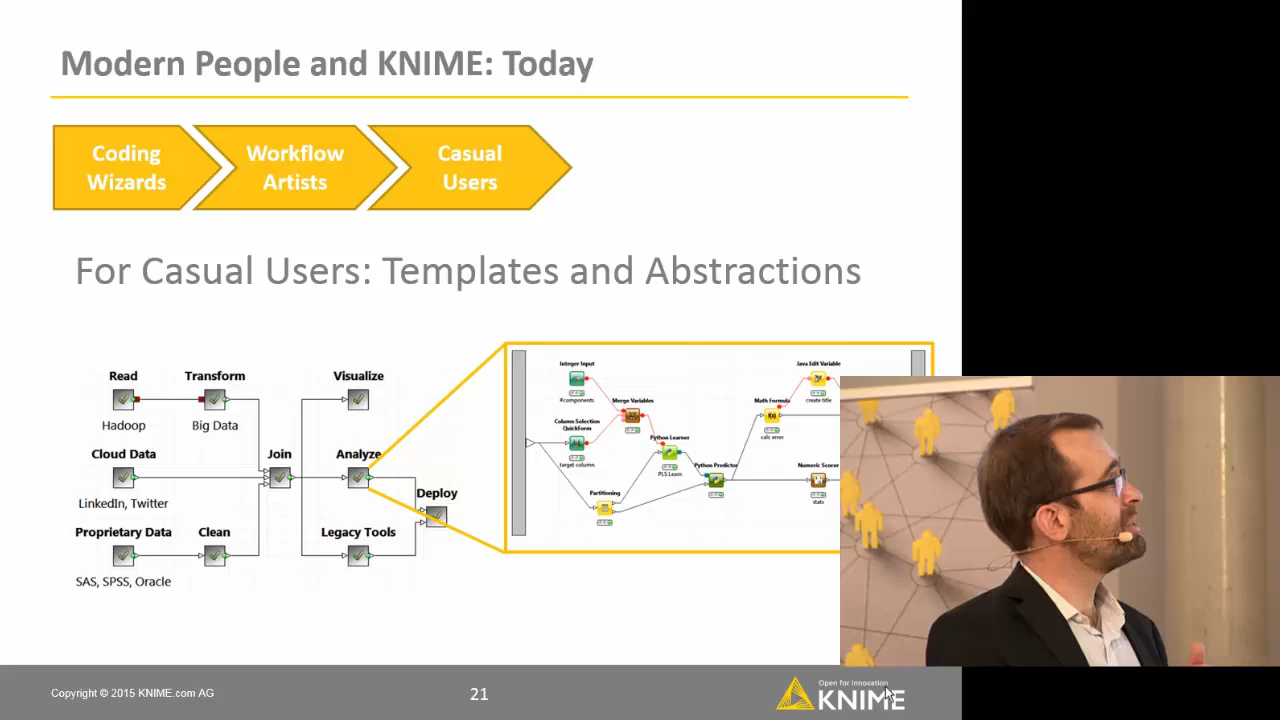 Modern People and KNIME: Today
Coding
Wizards
Workflow
Artists
Casual
Users
For Casual Users: Templates and Abstractions
Read
Transform
Visualize
Hadoop
Big Data
Cloud Data
Join
Analyze
LinkedIn, Twitter
Deploy
Proprietary Data
Clean
Legacy Tools
SAS, SPSS, Oracle
Integer Input
#components
Merge Variables
Column Selection
QuickForm
target column
Python Learner
PLS Learn
Partitioning
Python Predictor
Java Edit Variable
create title
Math Formula
calc error
Numeric Scorer
stats
Copyright © 2015 KNIME.com AG
21
Open for Innovation
KNIME